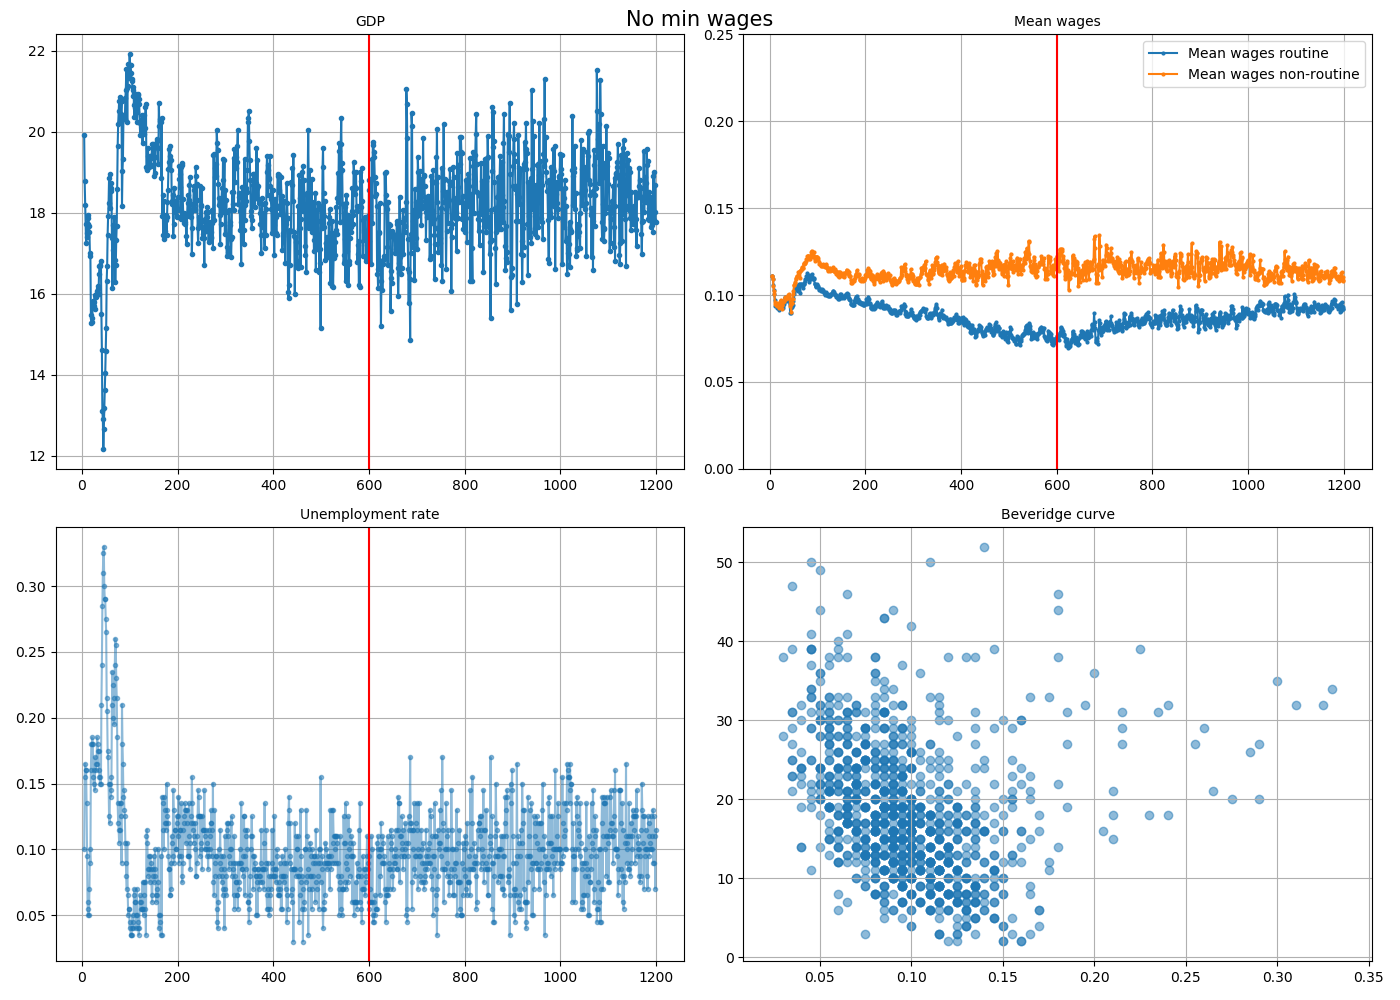 No min wages
GDP
22
20
18
16
14
12
0 200 400 600 800 1000 1200
Mean wages
Mean wages routine
Mean wages non-routine
0.25
0.20
0.15
0.10
0.05
0.00
0 200 400 600 800 1000 1200
Unemployment rate
0.30
0.25
0.20
0.15
0.10
0.05
0 200 400 600 800 1000 1200
Beveridge curve
50
40
30
20
10
0
0.05 0.10 0.15 0.20 0.25 0.30 0.35